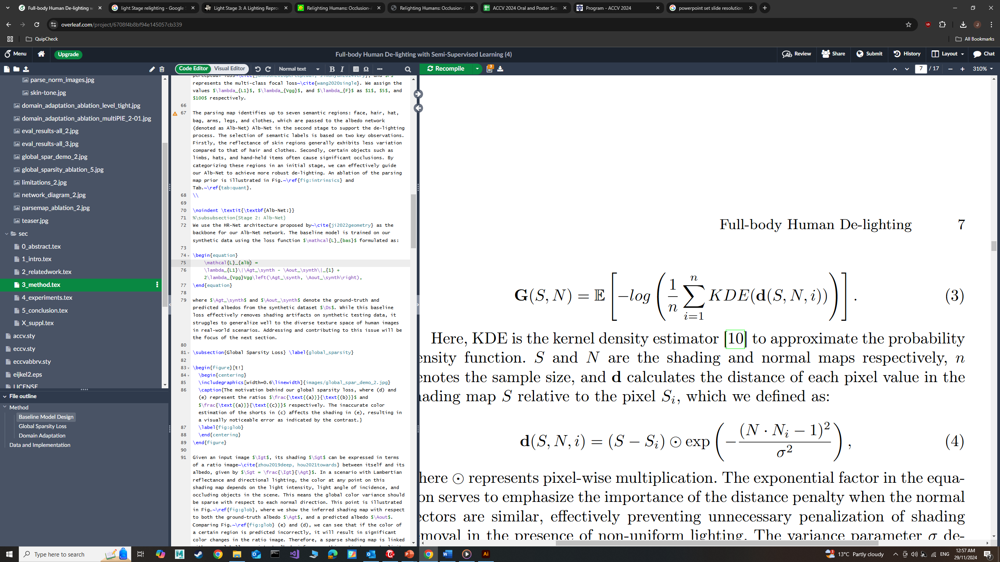 Full-body Human De-lighting w
light Stage relighting - Google
Light Stage 3: A Lighting Repro
Relighting Humans: Occlusion-
Relighting Humans: Occlusion-
ACCV 2024 Oral and Poster Ses
Program - ACCV 2024
powerpoint set slide resolution
overleaf.com/project/6708f4b8bf94e145057cb339
QuipCheck
All Bookmarks
Menu
Upgrade
Full-body Human De-lighting with Semi-Supervised Learning (4)
Review
Share
Submit
History
Layout
Chat
Code Editor
Visual Editor
Normal text
B I Ω
Recompile
3
7 / 17
310%
parse_norm_images.jpg
skin-tone.jpg
domain_adaptation_ablation_level_tight.jpg
domain_adaptation_ablation_multiPIE_2-01.jpg
eval_results-all_2.jpg
eval_results-all_3.jpg
global_spar_demo_2.jpg
global_sparsity_ablation_5.jpg
limitations_2.jpg
network_diagram_2.jpg
parsemap_ablation_2.jpg
teaser.jpg
sec
0_abstract.tex
1_intro.tex
2_relatedwork.tex
3_method.tex
4_experiments.tex
5_conclusion.tex
X_suppl.tex
accv.sty
eccv.sty
eccvabbrv.sty
eijkel2.eps
LICENSE
File outline
Method
Baseline Model Design
Global Sparsity Loss
Domain Adaptation
Data and Implementation
represents the multi-class focal loss~\cite{wang2020single}. We assign the
values $\lambda_{L1}$, $\lambda_{Vgg}$, and $\lambda_{F}$ as $1$, $5$, and
$100$ respectively.
66
67 The parsing map identifies up to seven semantic regions: face, hair, hat,
bag, arms, legs, and clothes, which are passed to the albedo network
(denoted as Alb-Net) Alb-Net in the second stage to support the de-lighting
process. The selection of semantic labels is based on two key observations.
Firstly, the reflectance of skin regions generally exhibits less variation
compared to that of hair and clothes. Secondly, certain objects such as
limbs, hats, and hand-held items often cause significant occlusions. By
categorizing these regions in an initial stage, we can effectively guide
our Alb-Net to achieve more robust de-lighting. An ablation of the parsing
map prior is illustrated in Fig.~\ref{fig:intrinsics} and
Tab.~\ref{tab:quant}.
68 \\
69
70 \noindent \textit{\textbf{Alb-Net:}}
71 %\subsubsection{Stage 2: Alb-Net}
72 We use the HR-Net architecture proposed by~\cite{ji2022geometry} as the
backbone for our Alb-Net network. The baseline model is trained on our
synthetic data using the loss function $\mathcal{L}_{bas}$ formulated as:
73
74 \begin{equation}
75 \mathcal{L}_{alb} =
76 \lambda_{L1}\|\Agt_\synth - \Aout_\synth\|_{1} +
2\lambda_{Vgg}Vgg\left(\Agt_\synth, \Aout_\synth\right),
77 \end{equation}
78
79 where $\Agt_\synth$ and $\Aout_\synth$ denote the ground-truth and
predicted albedos from the synthetic dataset $\Ds$. While this baseline
loss effectively removes shading artifacts on synthetic testing data, it
struggles to generalize well to the diverse texture space of human images
in real-world scenarios. Addressing and contributing to this issue will be
the focus of the next section.
80
81 \subsection{Global Sparsity Loss} \label{global_sparsity}
82
83 \begin{figure}[t!]
84 \begin{centering}
85 \includegraphics[width=0.6\linewidth]{images/global_spar_demo_2.jpg}
86 \caption{The motivation behind our global sparsity loss, where (d) and
(e) represent the ratios $\frac{\text{(a)}}{\text{(b)}}$ and
$\frac{\text{(a)}}{\text{(c)}}$ respectively. The inaccurate color
estimation of the shorts in (c) affects the shading in (e), resulting in
a visually noticeable error as indicated by the contrast.}
87 \label{fig:glob}
88 \end{centering}
89 \end{figure}
90
91 Given an input image $\Igt$, its shading $\Sgt$ can be expressed in terms
of a ratio image~\cite{zhou2019deep, hou2021towards} between itself and its
albedo, given by $\Sgt = \frac{\Igt}{\Agt}$. In a scenario with Lambertian
reflectance and directional lighting, the color at any point on this
shading map depends on the light intensity, light angle of incidence, and
occluding objects in the scene. This means the global color variance should
be sparse with respect to each normal direction. This point is illustrated
in Fig.~\ref{fig:glob}, where we show the inferred shading map with respect
to both the ground-truth albedo $\Agt$, and a predicted albedo $\Aout$.
Comparing Fig.~\ref{fig:glob} (e) and (d), we can see that if the color of
a certain region is predicted incorrectly, it will result in significant
color changes in the ratio image. Therefore, a sparse shading map is linked
Full-body Human De-lighting 7
G(S, N) = 𝔼 [ −log ( 1/n ∑_{i=1}^{n} KDE(d(S, N, i)) ) ] . (3)
Here, KDE is the kernel density estimator [10] to approximate the probability
ensity function. S and N are the shading and normal maps respectively, n
enotes the sample size, and d calculates the distance of each pixel value in the
hading map S relative to the pixel S_i, which we defined as:
d(S, N, i) = (S − S_i) ⊙ exp ( − (N · N_i − 1)² / σ² ) , (4)
here ⊙ represents pixel-wise multiplication. The exponential factor in the equa-
on serves to emphasize the importance of the distance penalty when the normal
ectors are similar, effectively preventing unnecessary penalization of shading
emoval in the presence of non-uniform lighting. The variance parameter σ de-
Type here to search
13°C Partly cloudy
ENG
12:57 AM
29/11/2024